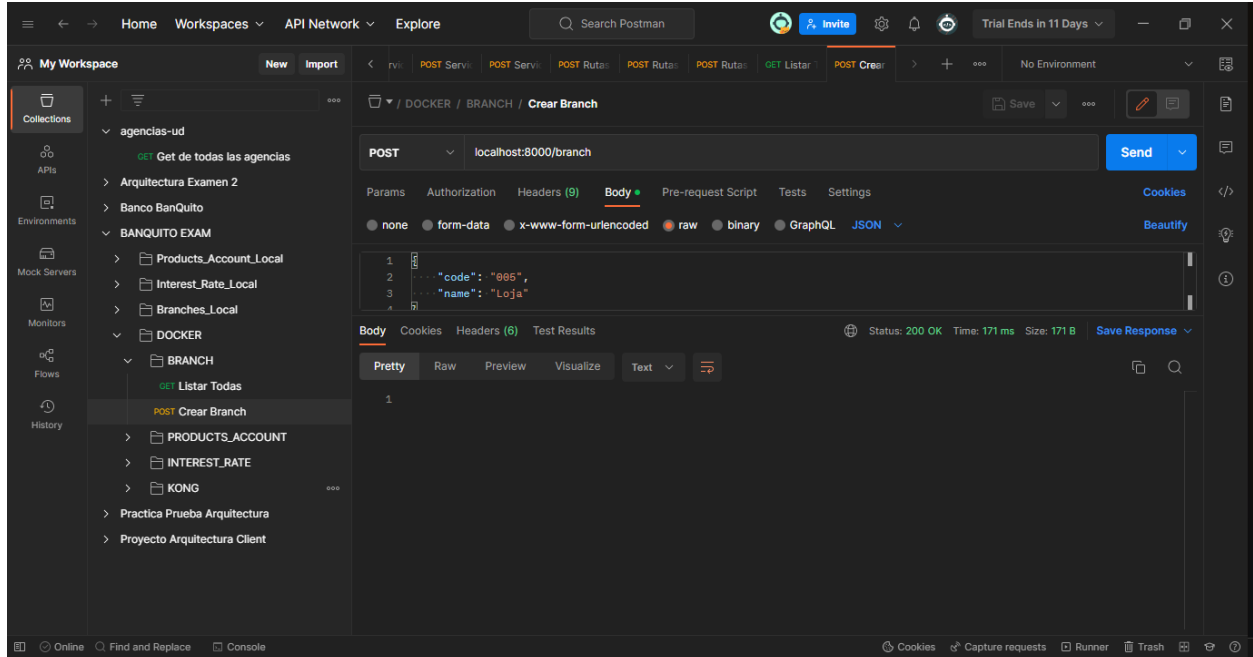 Home Workspaces API Network Explore Search Postman Invite Trial Ends in 11 Days
My Workspace New Import POST Servi POST Servi POST Rutas POST Rutas POST Rutas GET Listar POST Crear No Environment
Collections
APIs
Environments
Mock Servers
Monitors
Flows
History
agencias-ud
GET Get de todas las agencias
Arquitectura Examen 2
Banco BanQuito
BANQUITO EXAM
Products_Account_Local
Interest_Rate_Local
Branches_Local
DOCKER
BRANCH
GET Listar Todas
POST Crear Branch
PRODUCTS_ACCOUNT
INTEREST_RATE
KONG
Practica Prueba Arquitectura
Proyecto Arquitectura Client
/ DOCKER / BRANCH / Crear Branch Save
POST localhost:8000/branch Send
Params Authorization Headers (9) Body Pre-request Script Tests Settings Cookies
none form-data x-www-form-urlencoded raw binary GraphQL JSON Beautify
1 {
2 "code": "005",
3 "name": "Loja"
Body Cookies Headers (6) Test Results Status: 200 OK Time: 171 ms Size: 171 B Save Response
Pretty Raw Preview Visualize Text
1
Online Find and Replace Console Cookies Capture requests Runner Trash